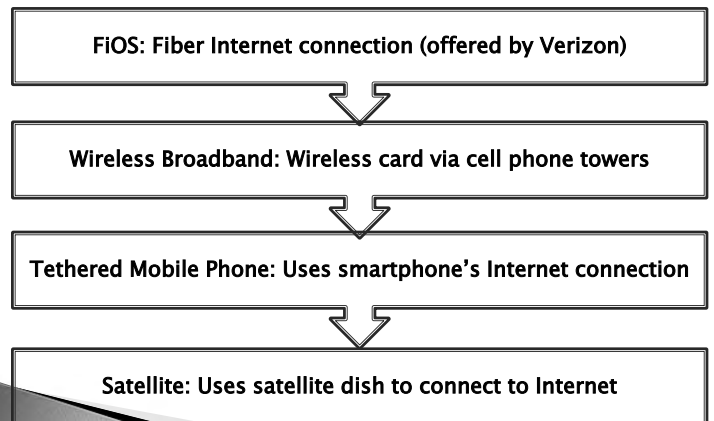 FiOS: Fiber Internet connection (offered by Verizon)
Wireless Broadband: Wireless card via cell phone towers
Tethered Mobile Phone: Uses smartphone’s Internet connection
Satellite: Uses satellite dish to connect to Internet